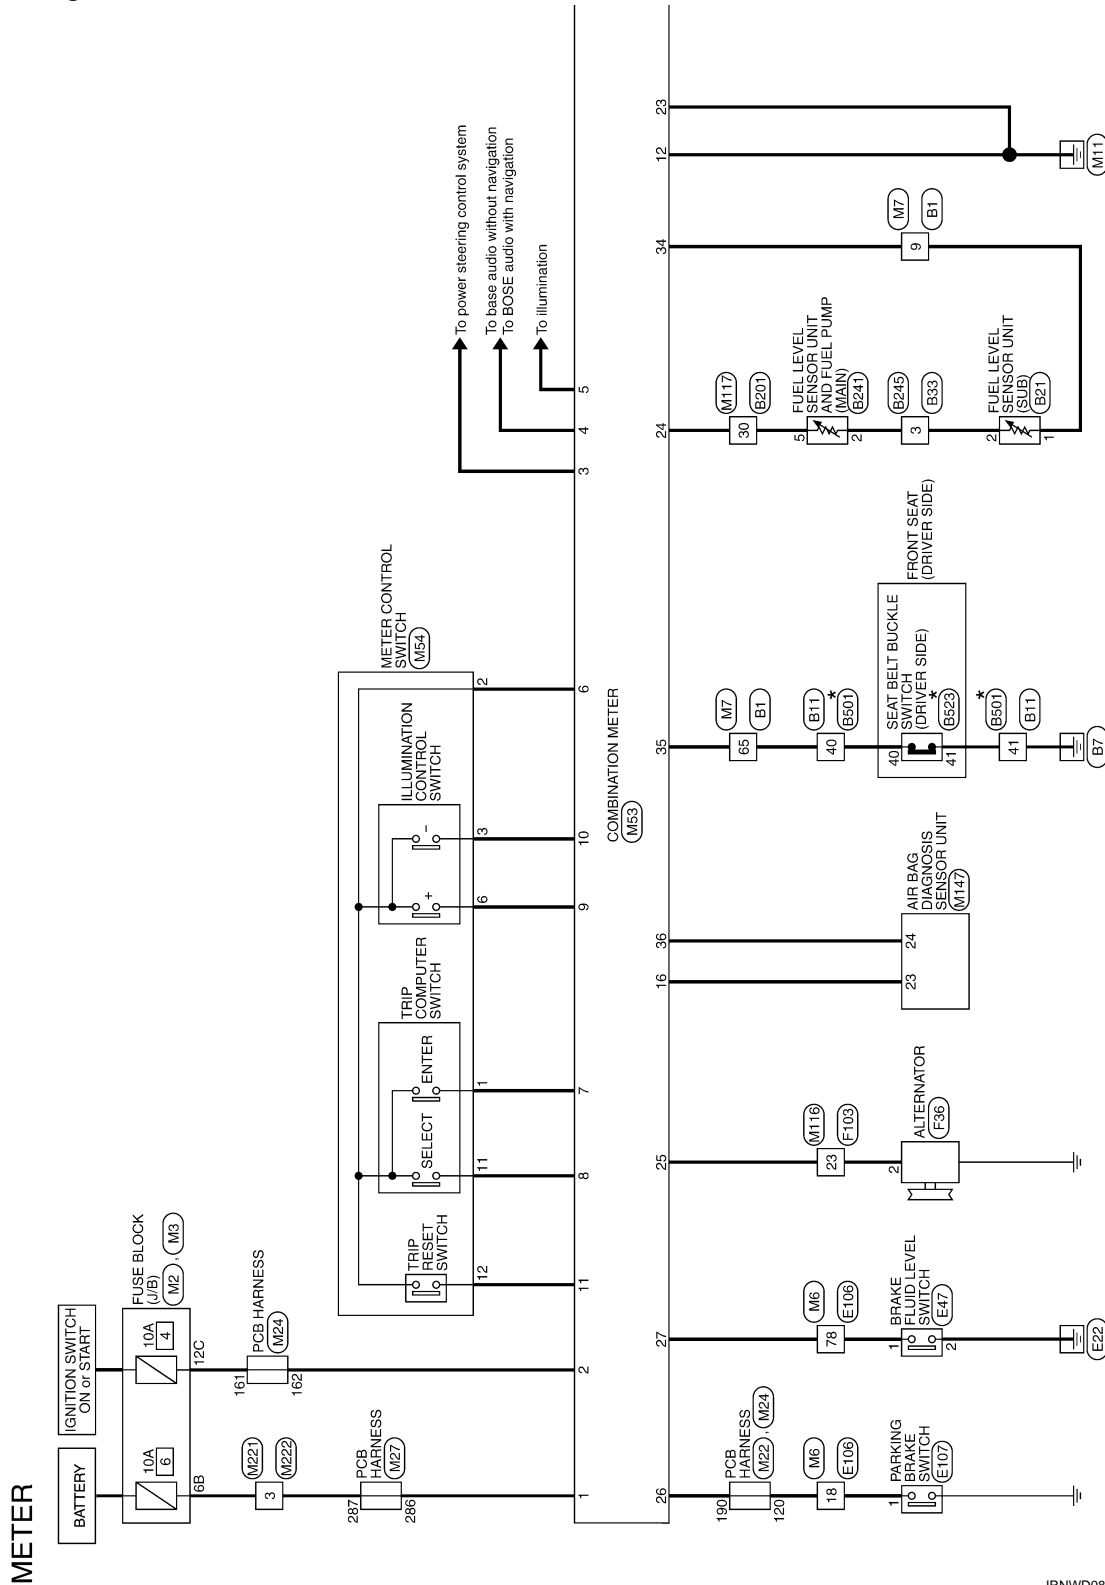 METER
BATTERY
IGNITION SWITCH
ON or START
FUSE BLOCK
(J/B)
M2 , M3
10A
6
10A
4
6B
12C
M221
3
M222
PCB HARNESS
M24
161
162
PCB
HARNESS
M27
287
286
METER CONTROL
SWITCH
M54
TRIP
RESET
SWITCH
TRIP
COMPUTER
SWITCH
SELECT
ENTER
ILLUMINATION
CONTROL
SWITCH
+
−
12
11
1
6
3
2
To power steering control system
To base audio without navigation
To BOSE audio with navigation
To illumination
1
2
11
8
7
9
10
6
3
4
5
COMBINATION METER
M53
26
27
25
16
36
35
24
34
12
23
PCB
HARNESS
M22 , M24
190
120
M6
18
E106
PARKING
BRAKE
SWITCH
E107
1
M6
78
E106
BRAKE
FLUID LEVEL
SWITCH
E47
1
2
E22
M116
23
F103
ALTERNATOR
F36
2
AIR BAG
DIAGNOSIS
SENSOR UNIT
M147
23
24
M7
65
B1
B11
40
* B501
FRONT SEAT
(DRIVER SIDE)
SEAT BELT BUCKLE
SWITCH
(DRIVER SIDE)
* B523
40
41
* B501
41
B11
B7
M117
30
B201
FUEL LEVEL
SENSOR UNIT
AND FUEL PUMP
(MAIN)
B241
5
2
B245
3
B33
FUEL LEVEL
SENSOR UNIT
(SUB)
B21
2
1
M7
9
B1
M11